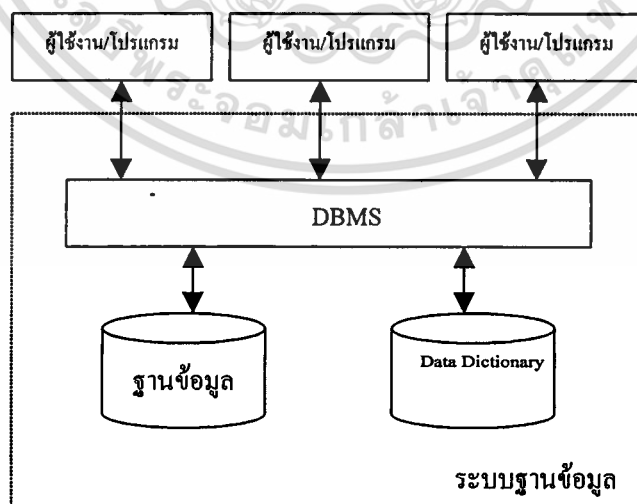 ผู้ใช้งาน/โปรแกรม ผู้ใช้งาน/โปรแกรม ผู้ใช้งาน/โปรแกรม
DBMS
ฐานข้อมูล
Data Dictionary
ระบบฐานข้อมูล